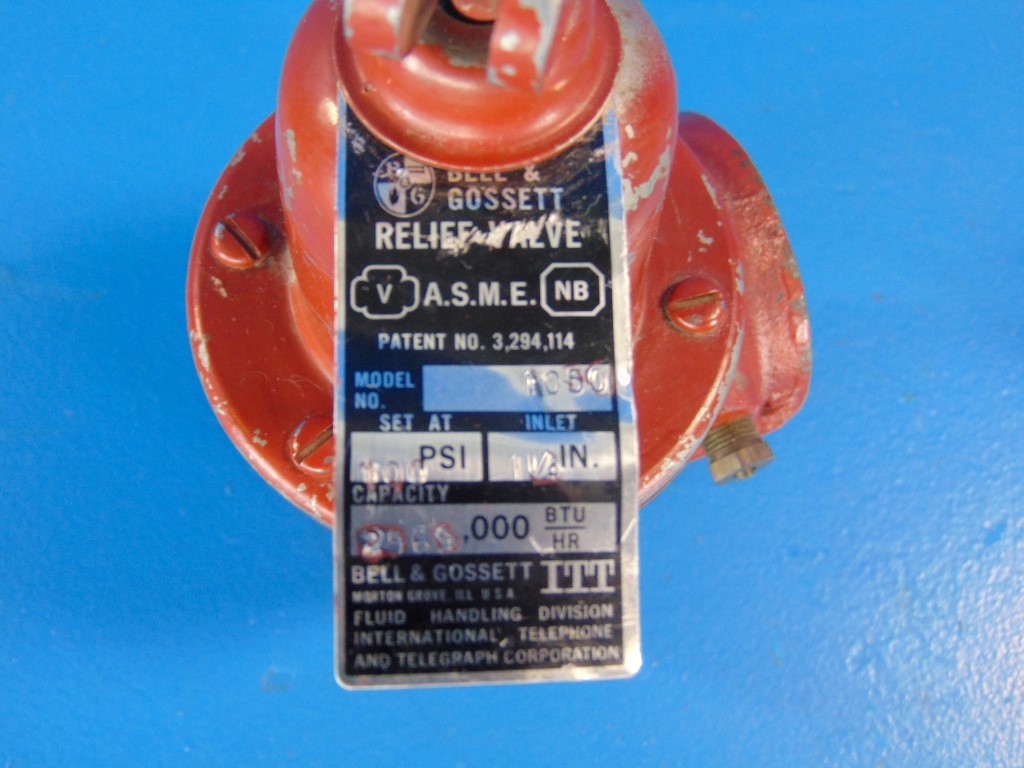 B & G
BELL &
GOSSETT
RELIEF VALVE
V A.S.M.E. NB
PATENT NO. 3,294,114
MODEL
NO.
SET AT INLET
100 PSI IN.
CAPACITY
,000 BTU
HR
BELL & GOSSETT ITT
MORTON GROVE, ILL. U.S.A.
FLUID HANDLING DIVISION
INTERNATIONAL TELEPHONE
AND TELEGRAPH CORPORATION